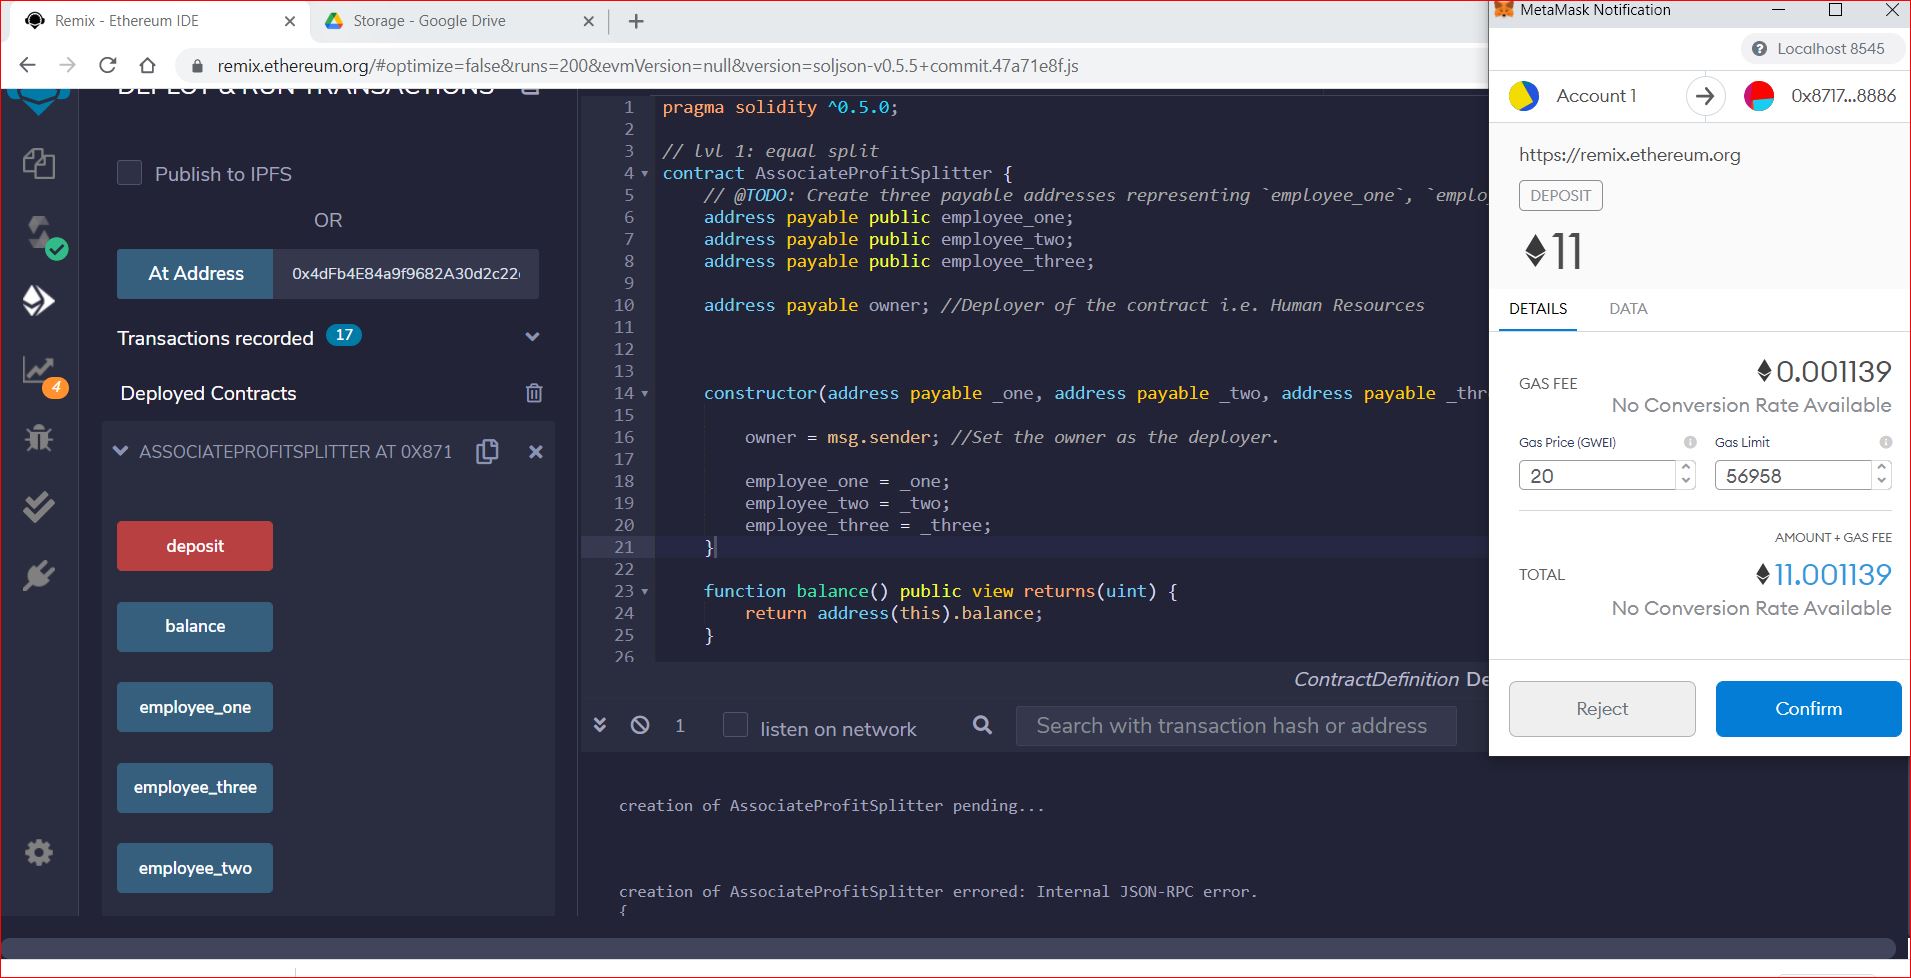 Remix - Ethereum IDE
Storage - Google Drive
remix.ethereum.org/#optimize=false&runs=200&evmVersion=null&version=soljson-v0.5.5+commit.47a71e8f.js
DEPLOY & RUN TRANSACTIONS
Publish to IPFS
OR
At Address 0x4dFb4E84a9f9682A30d2c22
Transactions recorded 17
4
Deployed Contracts
ASSOCIATEPROFITSPLITTER AT 0X871
deposit
balance
employee_one
employee_three
employee_two
1 pragma solidity ^0.5.0;
2
3 // lvl 1: equal split
4 contract AssociateProfitSplitter {
5 // @TODO: Create three payable addresses representing `employee_one`, `emplo
6 address payable public employee_one;
7 address payable public employee_two;
8 address payable public employee_three;
9
10 address payable owner; //Deployer of the contract i.e. Human Resources
11
12
13
14 constructor(address payable _one, address payable _two, address payable _thr
15
16 owner = msg.sender; //Set the owner as the deployer.
17
18 employee_one = _one;
19 employee_two = _two;
20 employee_three = _three;
21 }
22
23 function balance() public view returns(uint) {
24 return address(this).balance;
25 }
26
ContractDefinition De
1 listen on network Search with transaction hash or address
creation of AssociateProfitSplitter pending...
creation of AssociateProfitSplitter errored: Internal JSON-RPC error.
{
MetaMask Notification
Localhost 8545
Account 1 0x8717...8886
https://remix.ethereum.org
DEPOSIT
11
DETAILS DATA
GAS FEE 0.001139
No Conversion Rate Available
Gas Price (GWEI) Gas Limit
20 56958
AMOUNT + GAS FEE
TOTAL 11.001139
No Conversion Rate Available
Reject Confirm